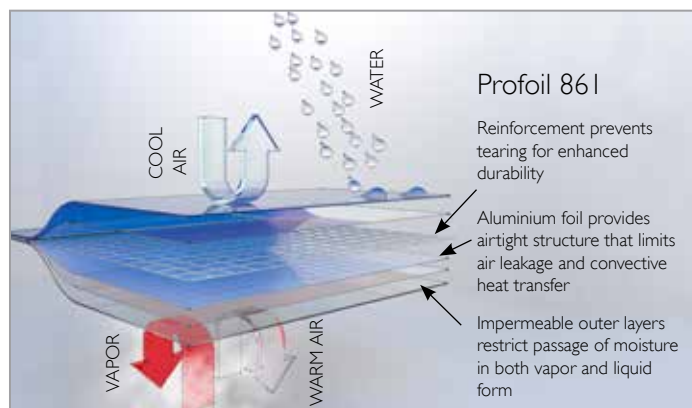 WATER
COOL
AIR
Profoil 861
Reinforcement prevents
tearing for enhanced
durability
Aluminium foil provides
airtight structure that limits
air leakage and convective
heat transfer
Impermeable outer layers
restrict passage of moisture
in both vapor and liquid
form
VAPOR
WARM AIR